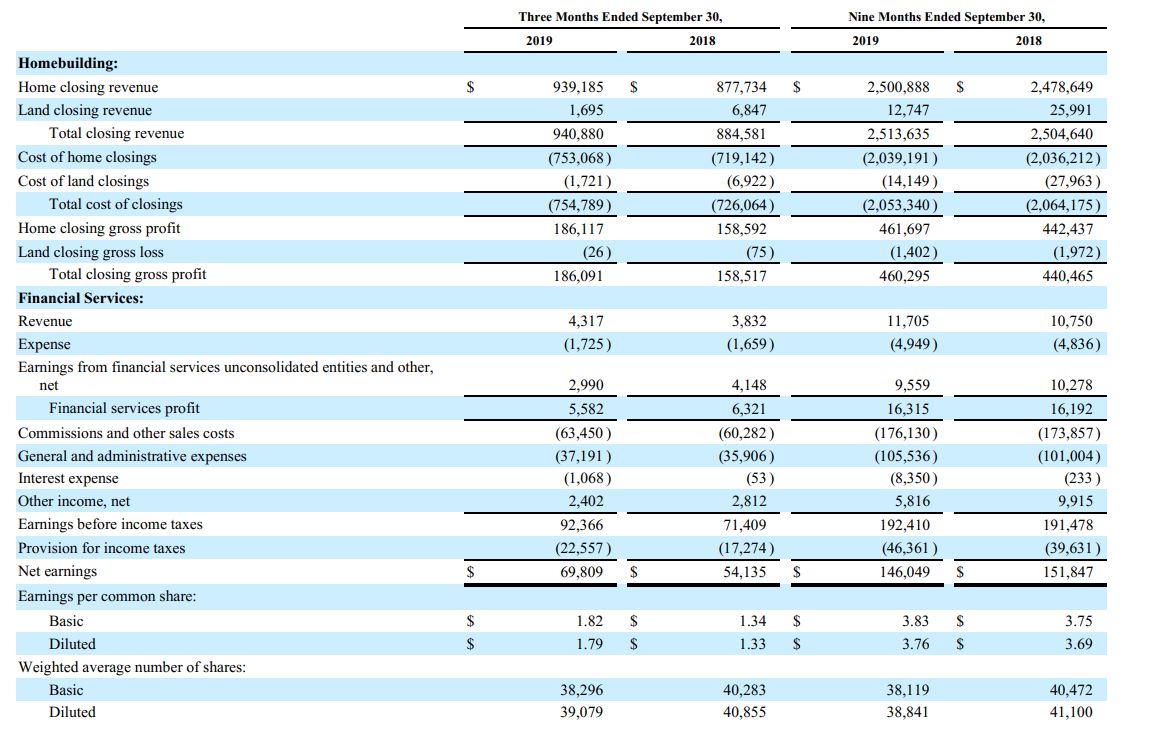 Three Months Ended September 30, Nine Months Ended September 30,
2019 2018 2019 2018
Homebuilding:
Home closing revenue $ 939,185 $ 877,734 $ 2,500,888 $ 2,478,649
Land closing revenue 1,695 6,847 12,747 25,991
Total closing revenue 940,880 884,581 2,513,635 2,504,640
Cost of home closings (753,068) (719,142) (2,039,191) (2,036,212)
Cost of land closings (1,721) (6,922) (14,149) (27,963)
Total cost of closings (754,789) (726,064) (2,053,340) (2,064,175)
Home closing gross profit 186,117 158,592 461,697 442,437
Land closing gross loss (26) (75) (1,402) (1,972)
Total closing gross profit 186,091 158,517 460,295 440,465
Financial Services:
Revenue 4,317 3,832 11,705 10,750
Expense (1,725) (1,659) (4,949) (4,836)
Earnings from financial services unconsolidated entities and other,
net 2,990 4,148 9,559 10,278
Financial services profit 5,582 6,321 16,315 16,192
Commissions and other sales costs (63,450) (60,282) (176,130) (173,857)
General and administrative expenses (37,191) (35,906) (105,536) (101,004)
Interest expense (1,068) (53) (8,350) (233)
Other income, net 2,402 2,812 5,816 9,915
Earnings before income taxes 92,366 71,409 192,410 191,478
Provision for income taxes (22,557) (17,274) (46,361) (39,631)
Net earnings $ 69,809 $ 54,135 $ 146,049 $ 151,847
Earnings per common share:
Basic $ 1.82 $ 1.34 $ 3.83 $ 3.75
Diluted $ 1.79 $ 1.33 $ 3.76 $ 3.69
Weighted average number of shares:
Basic 38,296 40,283 38,119 40,472
Diluted 39,079 40,855 38,841 41,100